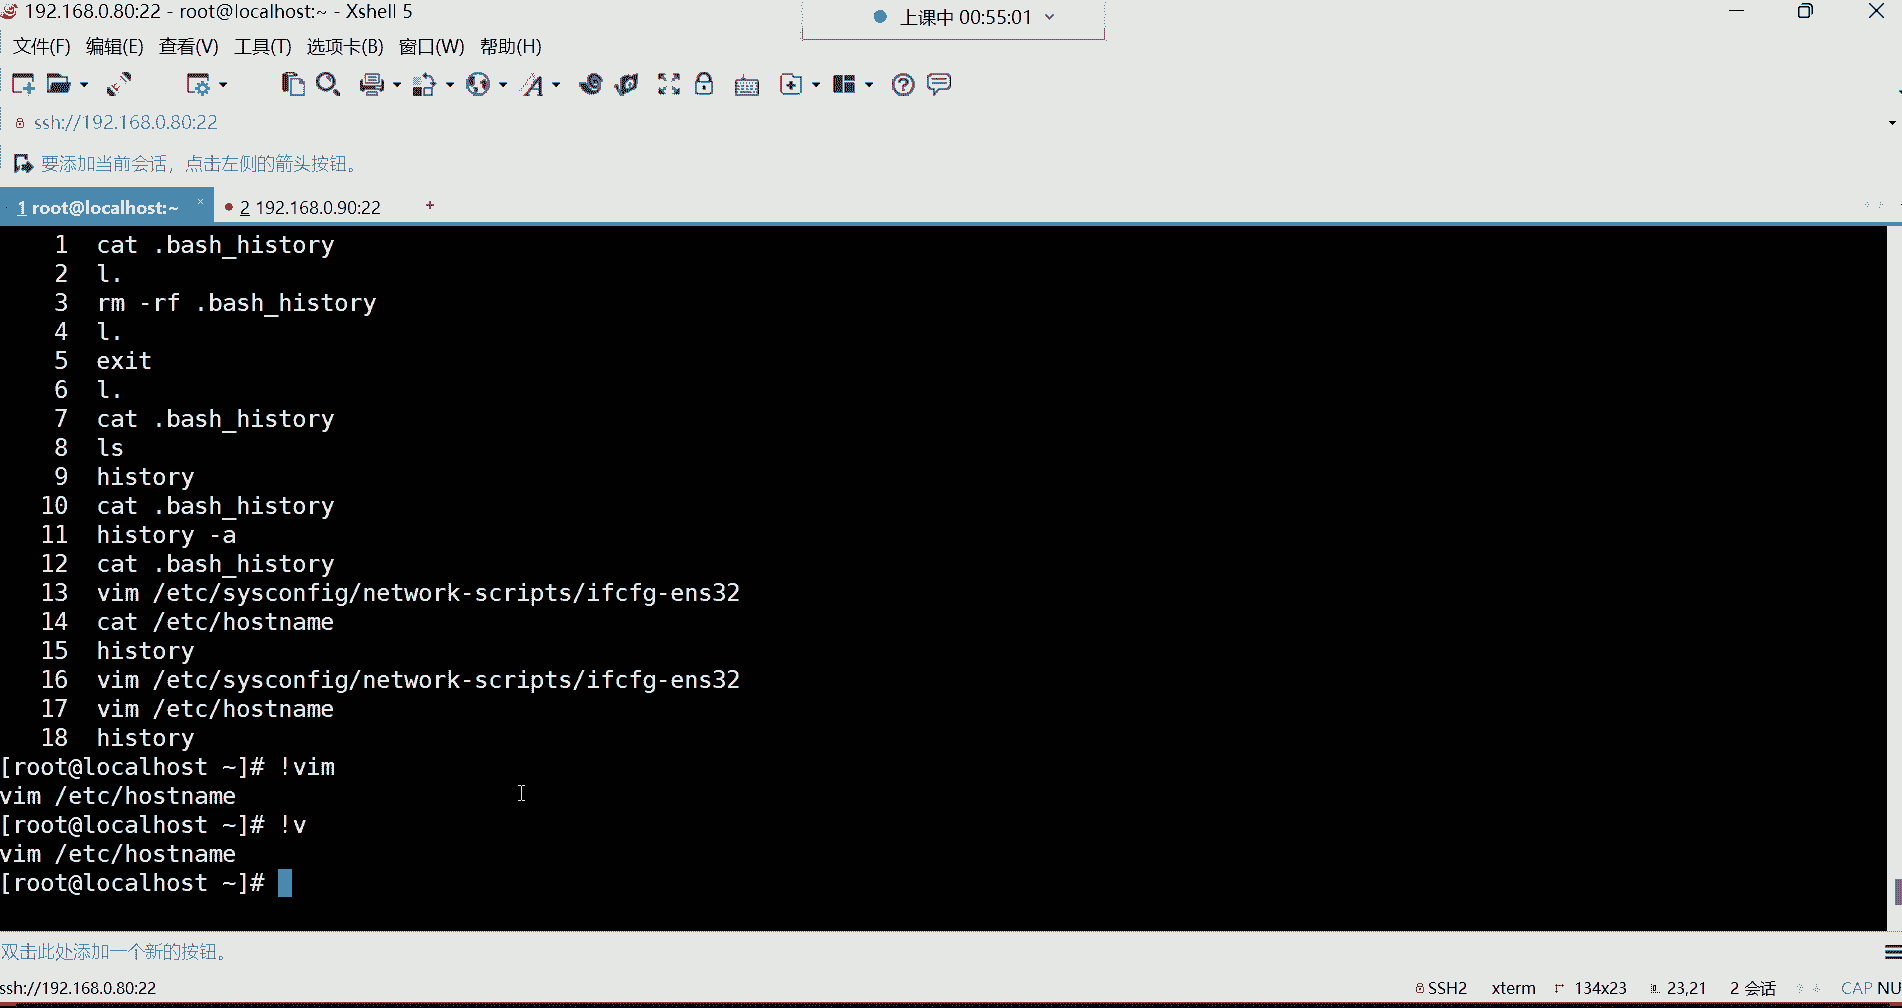 192.168.0.80:22 - root@localhost:~ - Xshell 5
上课中 00:55:01
文件(F) 编辑(E) 查看(V) 工具(T) 选项卡(B) 窗口(W) 帮助(H)
ssh://192.168.0.80:22
要添加当前会话，点击左侧的箭头按钮。
1 root@localhost:~ × 2 192.168.0.90:22 +
1 cat .bash_history
2 l.
3 rm -rf .bash_history
4 l.
5 exit
6 l.
7 cat .bash_history
8 ls
9 history
10 cat .bash_history
11 history -a
12 cat .bash_history
13 vim /etc/sysconfig/network-scripts/ifcfg-ens32
14 cat /etc/hostname
15 history
16 vim /etc/sysconfig/network-scripts/ifcfg-ens32
17 vim /etc/hostname
18 history
[root@localhost ~]# !vim
vim /etc/hostname
[root@localhost ~]# !v
vim /etc/hostname
[root@localhost ~]#
双击此处添加一个新的按钮。
ssh://192.168.0.80:22 SSH2 xterm 134x23 23,21 2 会话 CAP NU